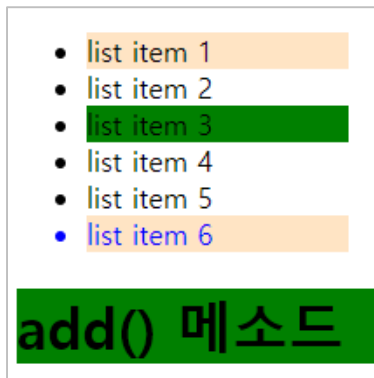 list item 1
list item 2
list item 3
list item 4
list item 5
list item 6
add() 메소드